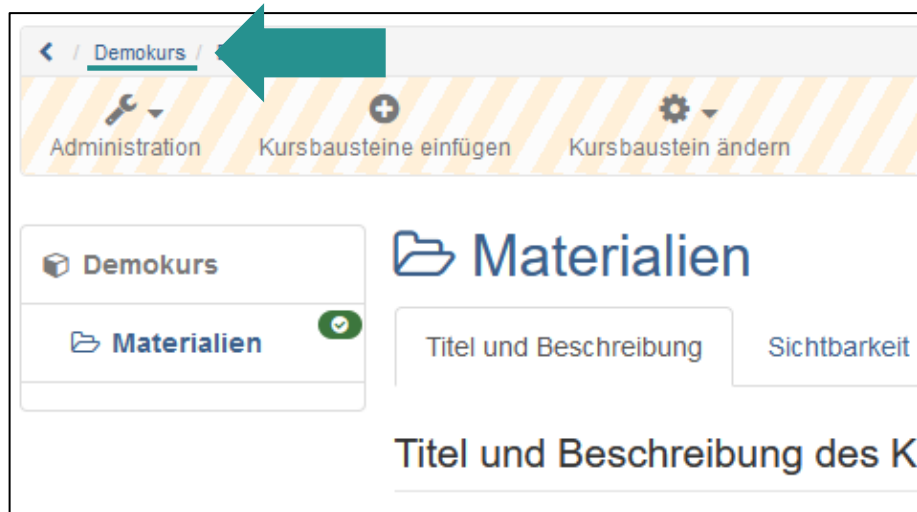 / Demokurs /
Administration Kursbausteine einfügen Kursbaustein ändern
Demokurs
Materialien
Materialien
Titel und Beschreibung Sichtbarkeit
Titel und Beschreibung des K